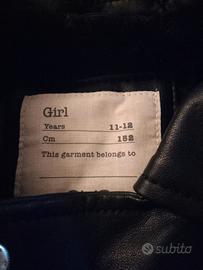 Girl
Years 11-12
Cm 152
This garment belongs to
subito